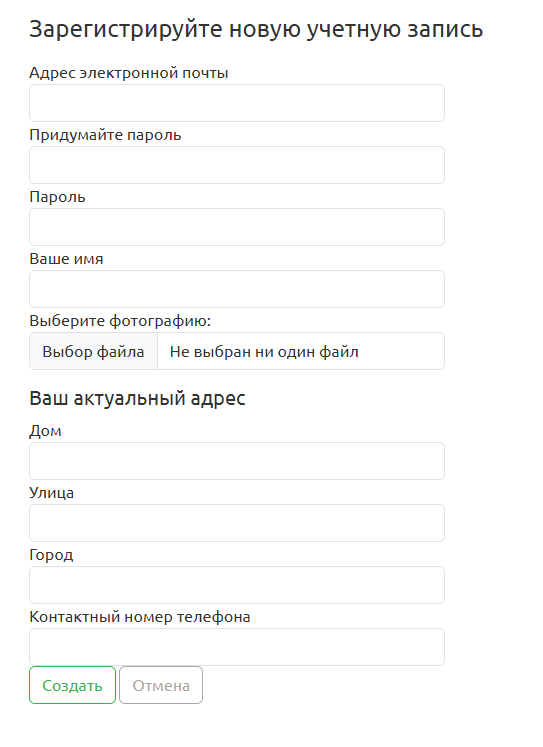 Зарегистрируйте новую учетную запись
Адрес электронной почты
Придумайте пароль
Пароль
Ваше имя
Выберите фотографию:
Выбор файла Не выбран ни один файл
Ваш актуальный адрес
Дом
Улица
Город
Контактный номер телефона
Создать Отмена